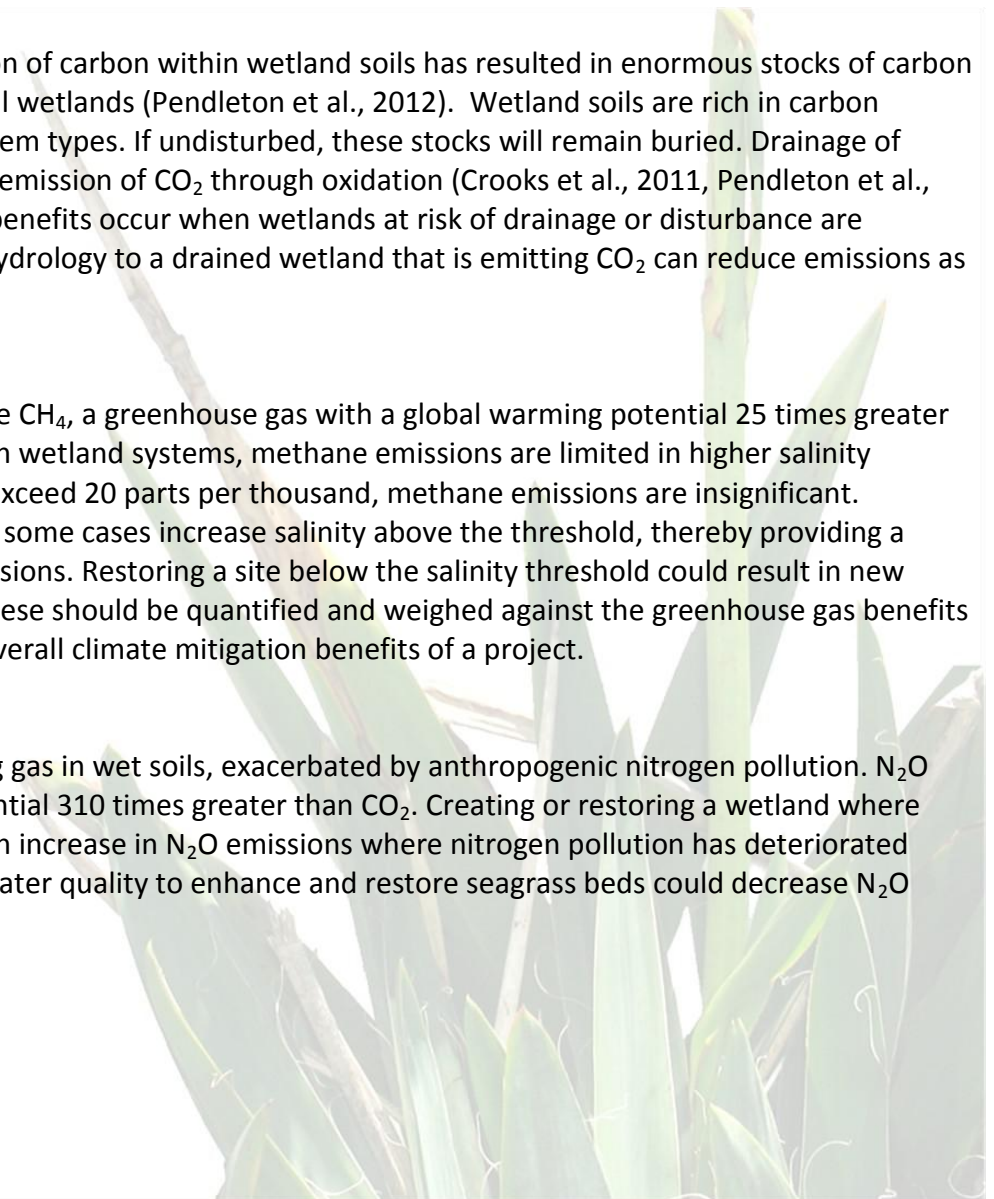 n of carbon within wetland soils has resulted in enormous stocks of carbon
l wetlands (Pendleton et al., 2012).  Wetland soils are rich in carbon
em types. If undisturbed, these stocks will remain buried. Drainage of
emission of CO₂ through oxidation (Crooks et al., 2011, Pendleton et al.,
benefits occur when wetlands at risk of drainage or disturbance are
ydrology to a drained wetland that is emitting CO₂ can reduce emissions as
e CH₄, a greenhouse gas with a global warming potential 25 times greater
n wetland systems, methane emissions are limited in higher salinity
xceed 20 parts per thousand, methane emissions are insignificant.
some cases increase salinity above the threshold, thereby providing a
sions. Restoring a site below the salinity threshold could result in new
ese should be quantified and weighed against the greenhouse gas benefits
verall climate mitigation benefits of a project.
g gas in wet soils, exacerbated by anthropogenic nitrogen pollution. N₂O
ntial 310 times greater than CO₂. Creating or restoring a wetland where
n increase in N₂O emissions where nitrogen pollution has deteriorated
ater quality to enhance and restore seagrass beds could decrease N₂O